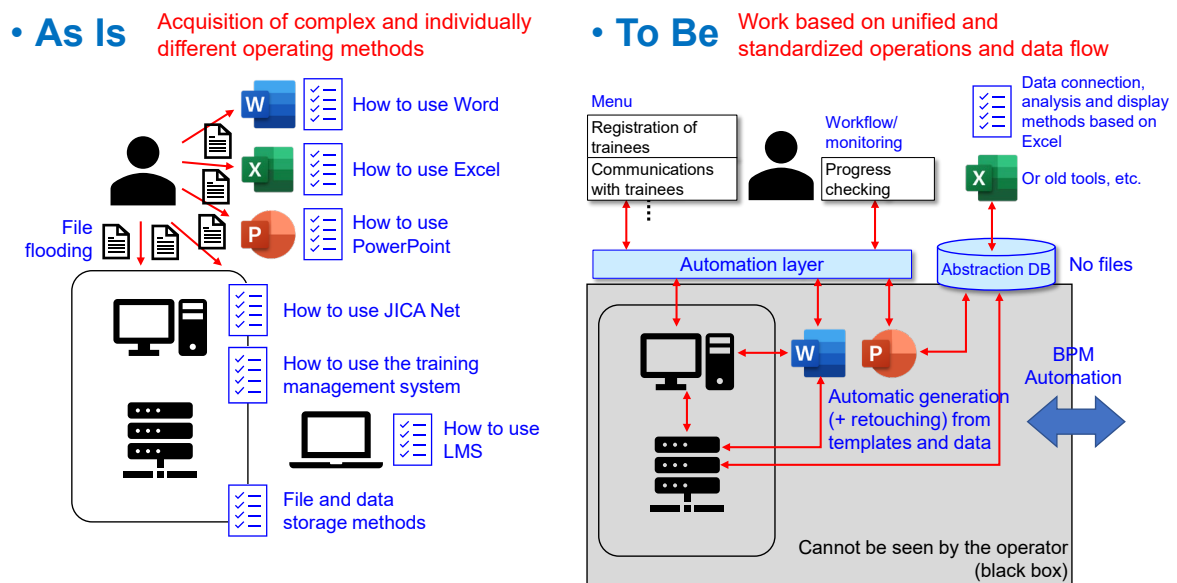 • As Is
Acquisition of complex and individually
different operating methods
W
How to use Word
X
How to use Excel
P
How to use
PowerPoint
File
flooding
How to use JICA Net
How to use the training
management system
How to use
LMS
File and data
storage methods
• To Be
Work based on unified and
standardized operations and data flow
Menu
Registration of
trainees
Communications
with trainees
Workflow/
monitoring
Progress
checking
Data connection,
analysis and display
methods based on
Excel
X
Or old tools, etc.
Automation layer
Abstraction DB
No files
W
P
Automatic generation
(+ retouching) from
templates and data
BPM
Automation
Cannot be seen by the operator
(black box)